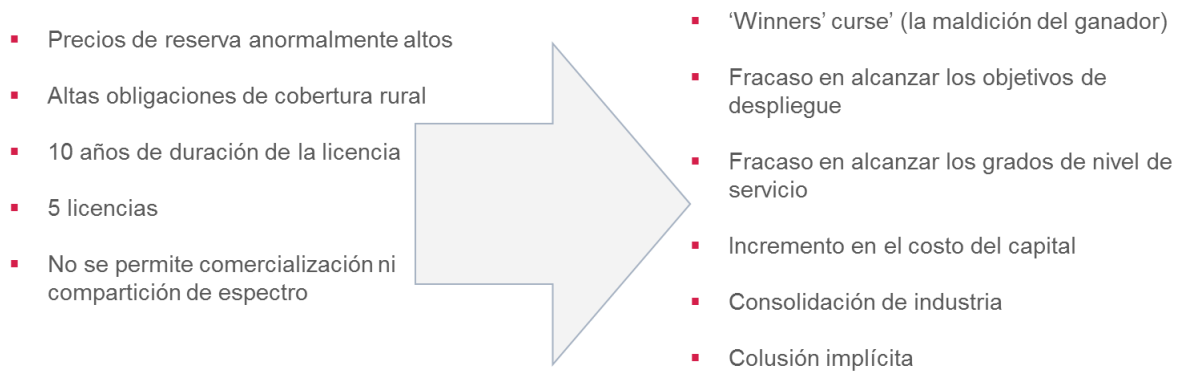 Precios de reserva anormalmente altos
Altas obligaciones de cobertura rural
10 años de duración de la licencia
5 licencias
No se permite comercialización ni
compartición de espectro
‘Winners’ curse’ (la maldición del ganador)
Fracaso en alcanzar los objetivos de
despliegue
Fracaso en alcanzar los grados de nivel de
servicio
Incremento en el costo del capital
Consolidación de industria
Colusión implícita